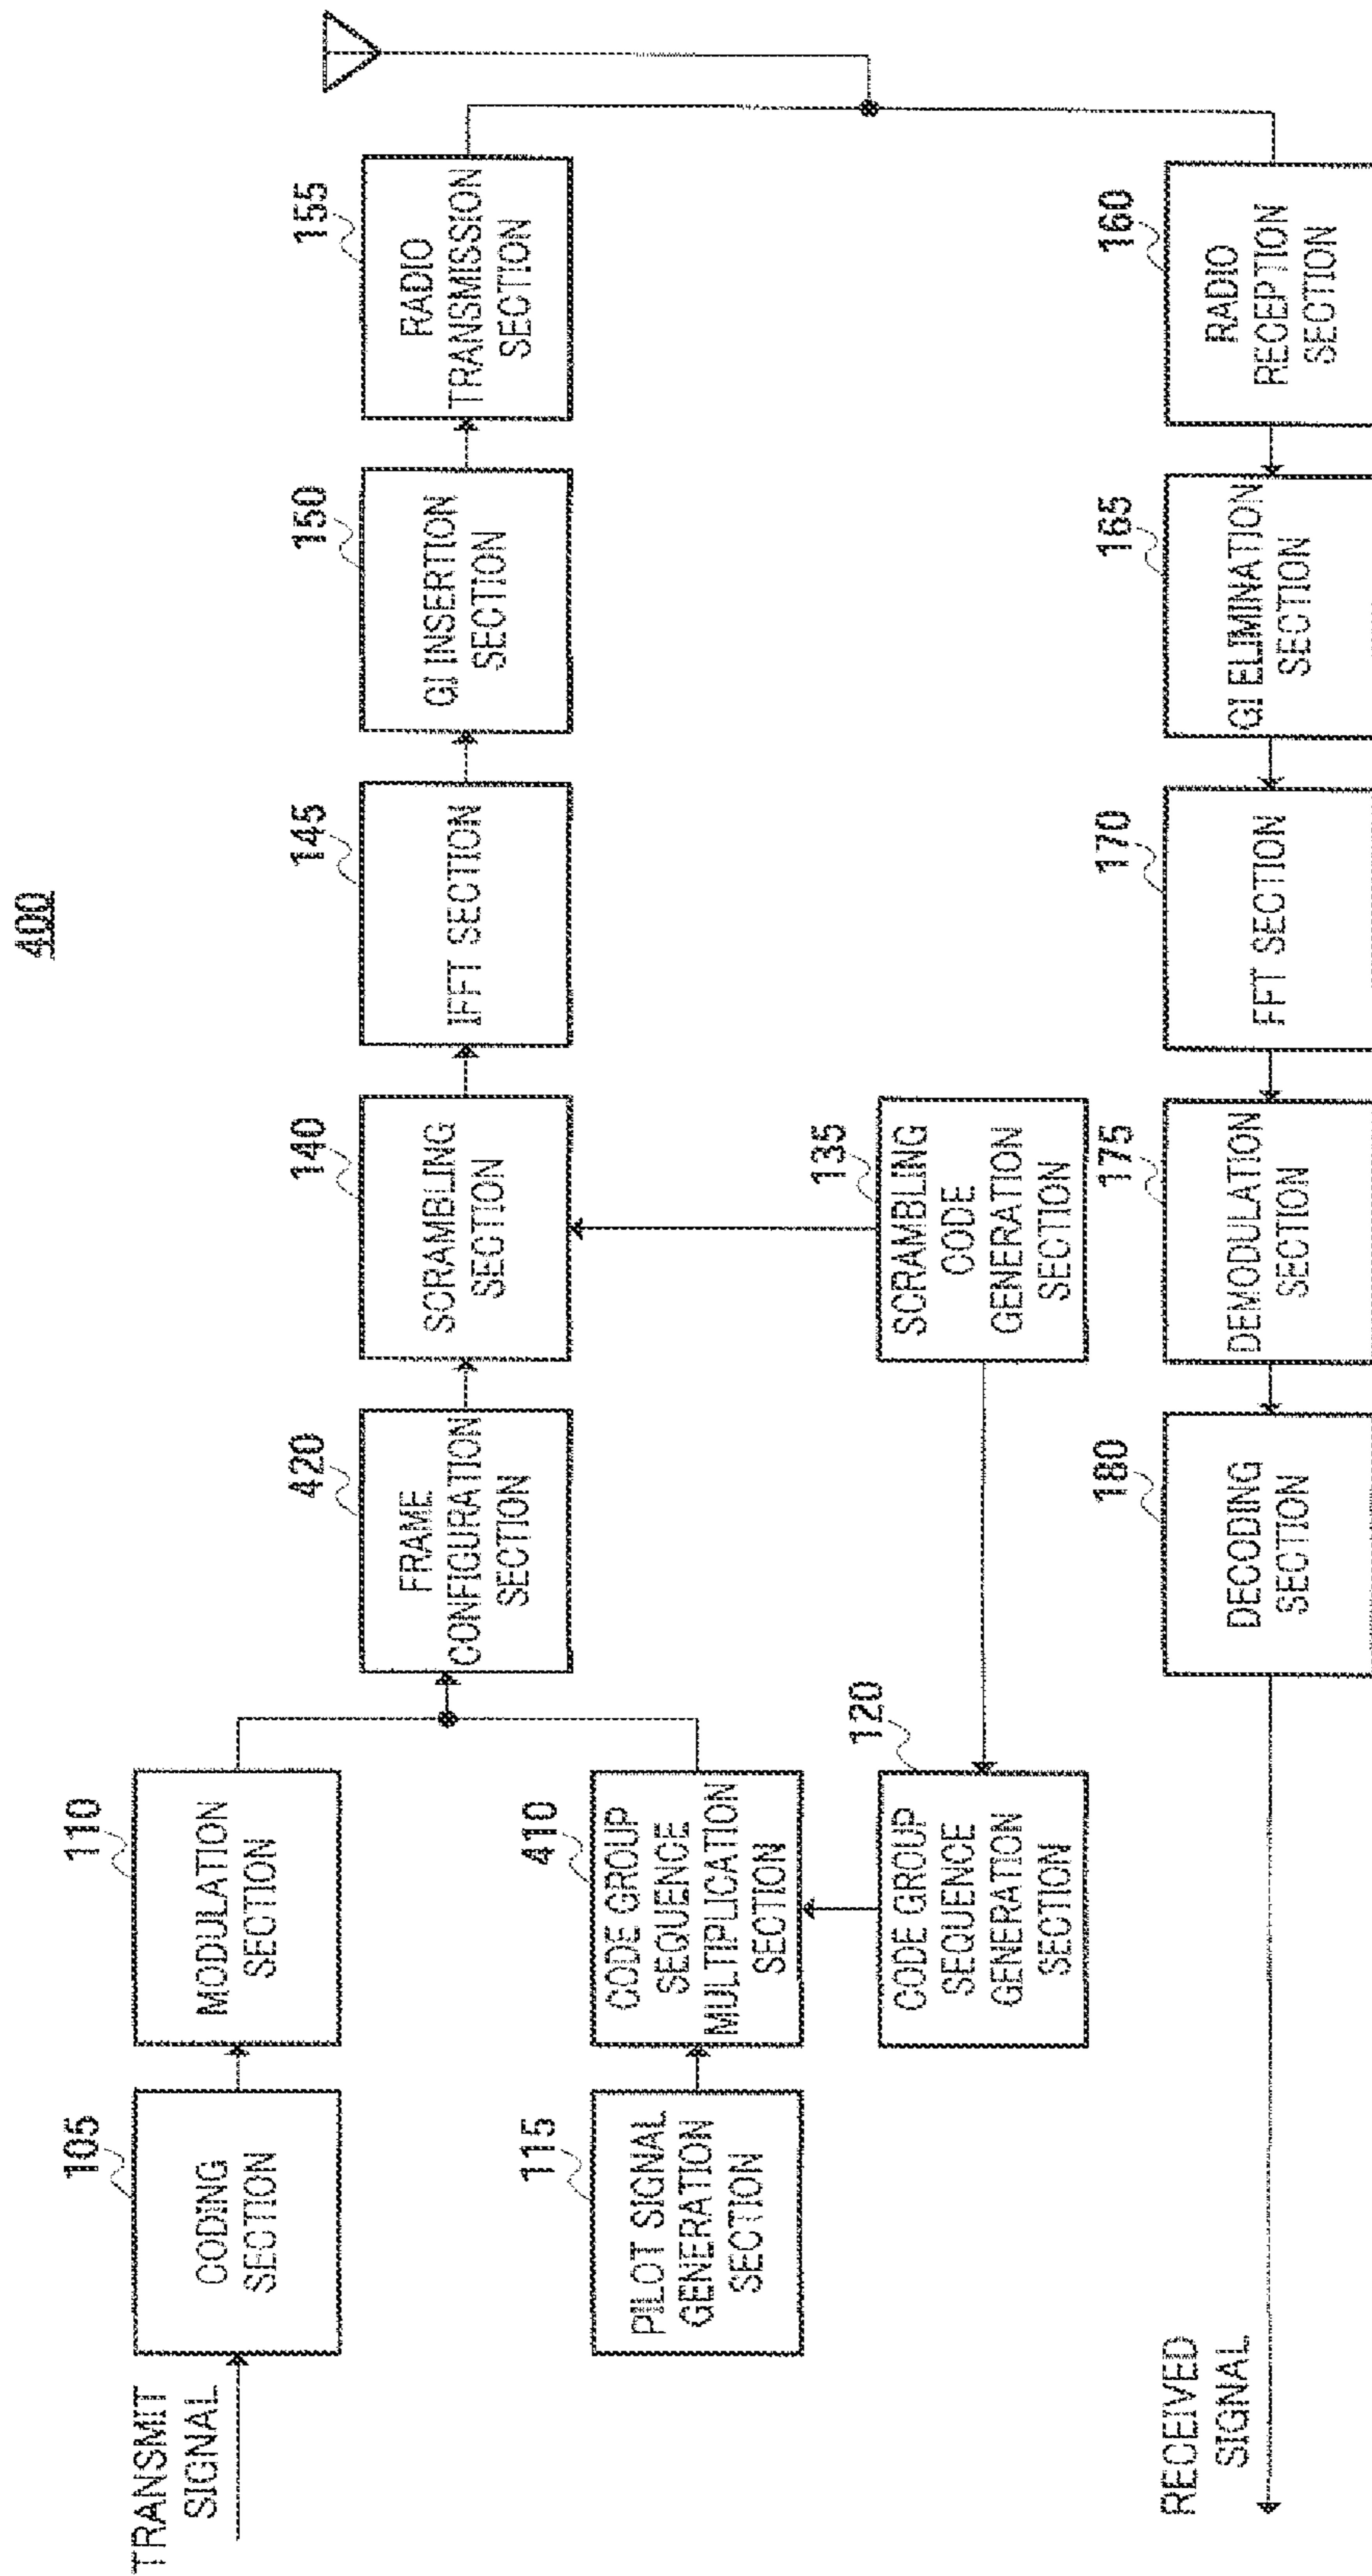 400
TRANSMIT
SIGNAL
105
CODING
SECTION
110
MODULATION
SECTION
115
PILOT SIGNAL
GENERATION
SECTION
410
CODE GROUP
SEQUENCE
MULTIPLICATION
SECTION
120
CODE GROUP
SEQUENCE
GENERATION
SECTION
420
FRAME
CONFIGURATION
SECTION
140
SCRAMBLING
SECTION
135
SCRAMBLING
CODE
GENERATION
SECTION
145
IFFT SECTION
150
GI INSERTION
SECTION
155
RADIO
TRANSMISSION
SECTION
160
RADIO
RECEPTION
SECTION
165
GI ELIMINATION
SECTION
170
FFT SECTION
175
DEMODULATION
SECTION
180
DECODING
SECTION
RECEIVED
SIGNAL